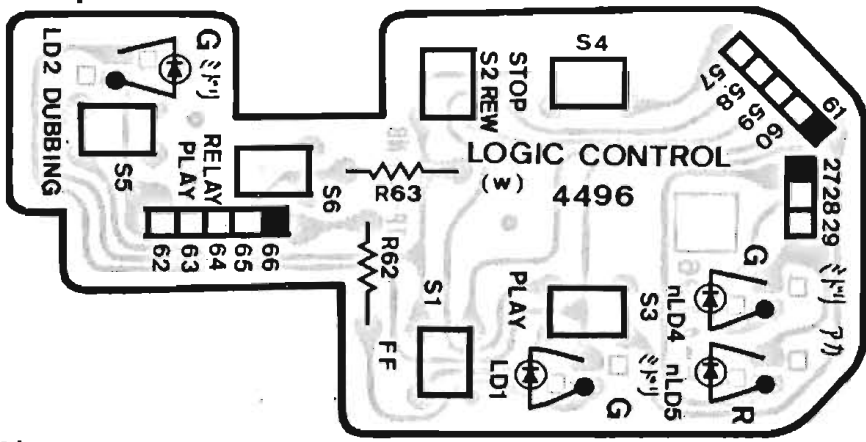 LD2 DUBBING
G
ミドリ
S5
RELAY
PLAY
S6
62
63
64
65
66
S2 REW
STOP
S4
57
58
59
60
61
R63
LOGIC CONTROL
(w)
4496
27
28
29
R62
FF
S1
PLAY
S3
LD1
G
ミドリ
nLD4
G
ミドリ
nLD5
R
アカ